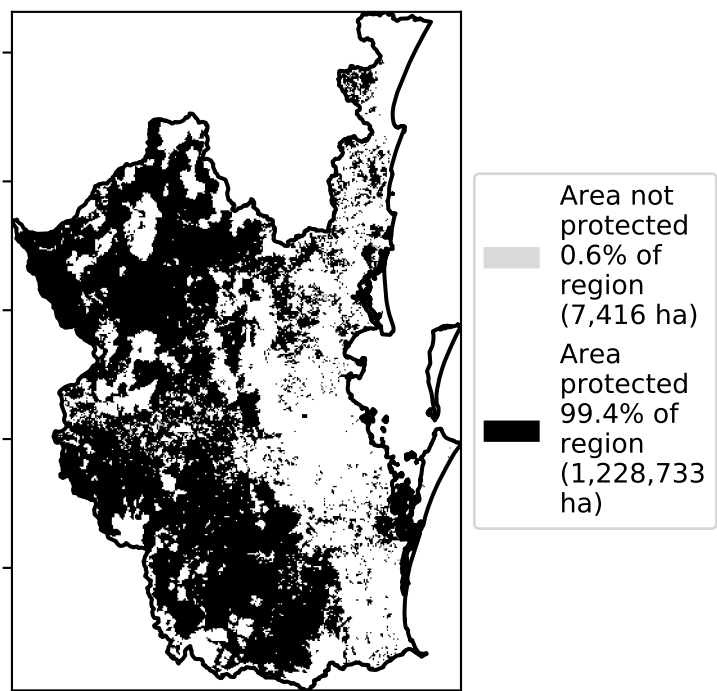 Area not
protected
0.6% of
region
(7,416 ha)
Area
protected
99.4% of
region
(1,228,733
ha)